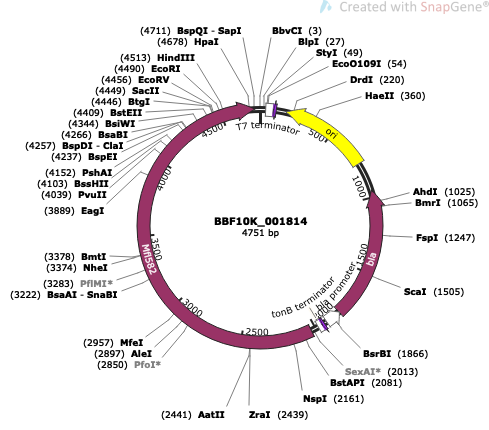 Created with SnapGene®
(4711) BspQI - SapI
(4678) HpaI
(4513) HindIII
(4490) EcoRI
(4456) EcoRV
(4449) SacII
(4446) BtgI
(4409) BstEII
(4344) BsiWI
(4266) BsaBI
(4257) BspDI - ClaI
(4237) BspEI
(4152) PshAI
(4103) BssHII
(4039) PvuII
(3889) EagI
(3378) BmtI
(3374) NheI
(3283) PflMI*
(3222) BsaAI - SnaBI
(2957) MfeI
(2897) AleI
(2850) PfoI*
(2441) AatII
ZraI (2439)
NspI (2161)
BstAPI (2081)
SexAI* (2013)
BsrBI (1866)
ScaI (1505)
FspI (1247)
BmrI (1065)
AhdI (1025)
HaeII (360)
DrdI (220)
EcoO109I (54)
StyI (49)
BlpI (27)
BbvCI (3)
T7 terminator
ori
bla
bla promoter
tonB terminator
Mfl582
500
1000
1500
2000
2500
3000
3500
4000
4500
BBF10K_001814
4751 bp